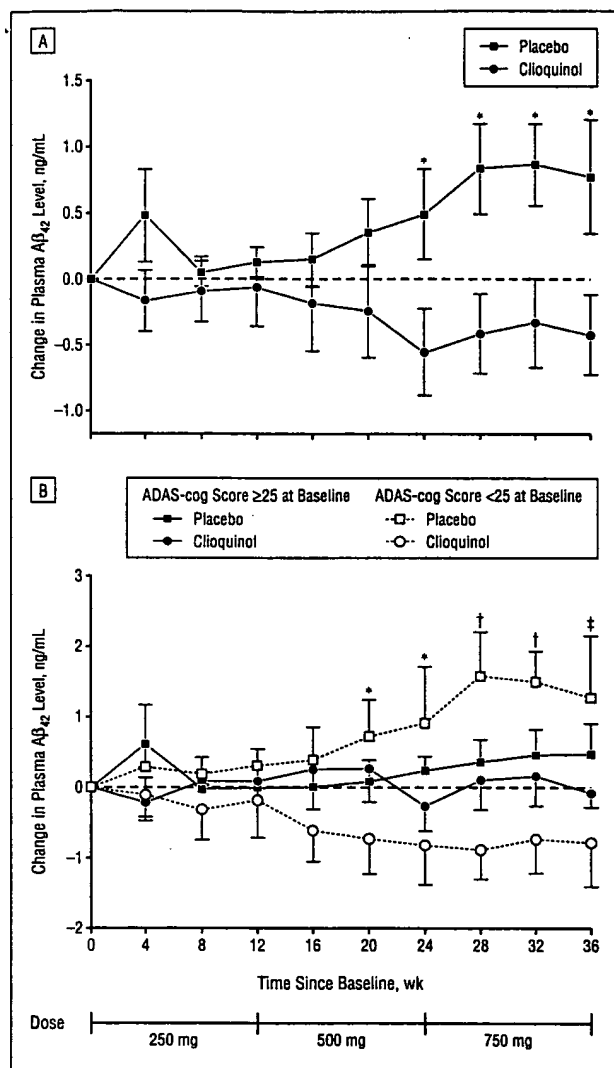 A
Placebo
Clioquinol
Change in Plasma Aβ42 Level, ng/mL
1.5
1.0
0.5
0.0
−0.5
−1.0
* * * *
B
ADAS-cog Score ≥25 at Baseline
Placebo
Clioquinol
ADAS-cog Score <25 at Baseline
Placebo
Clioquinol
Change in Plasma Aβ42 Level, ng/mL
3
2
1
0
−1
−2
* * † † ‡
0 4 8 12 16 20 24 28 32 36
Time Since Baseline, wk
Dose
250 mg 500 mg 750 mg